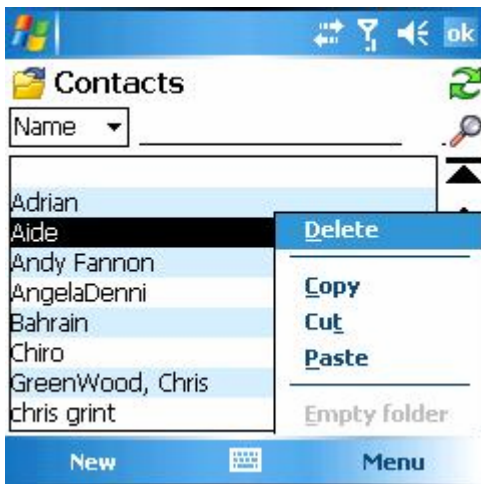 ok
Contacts
Name
Adrian
Aide
Delete
Andy Fannon
AngelaDenni
Copy
Bahrain
Cut
Chiro
Paste
GreenWood, Chris
chris grint
Empty folder
New
Menu